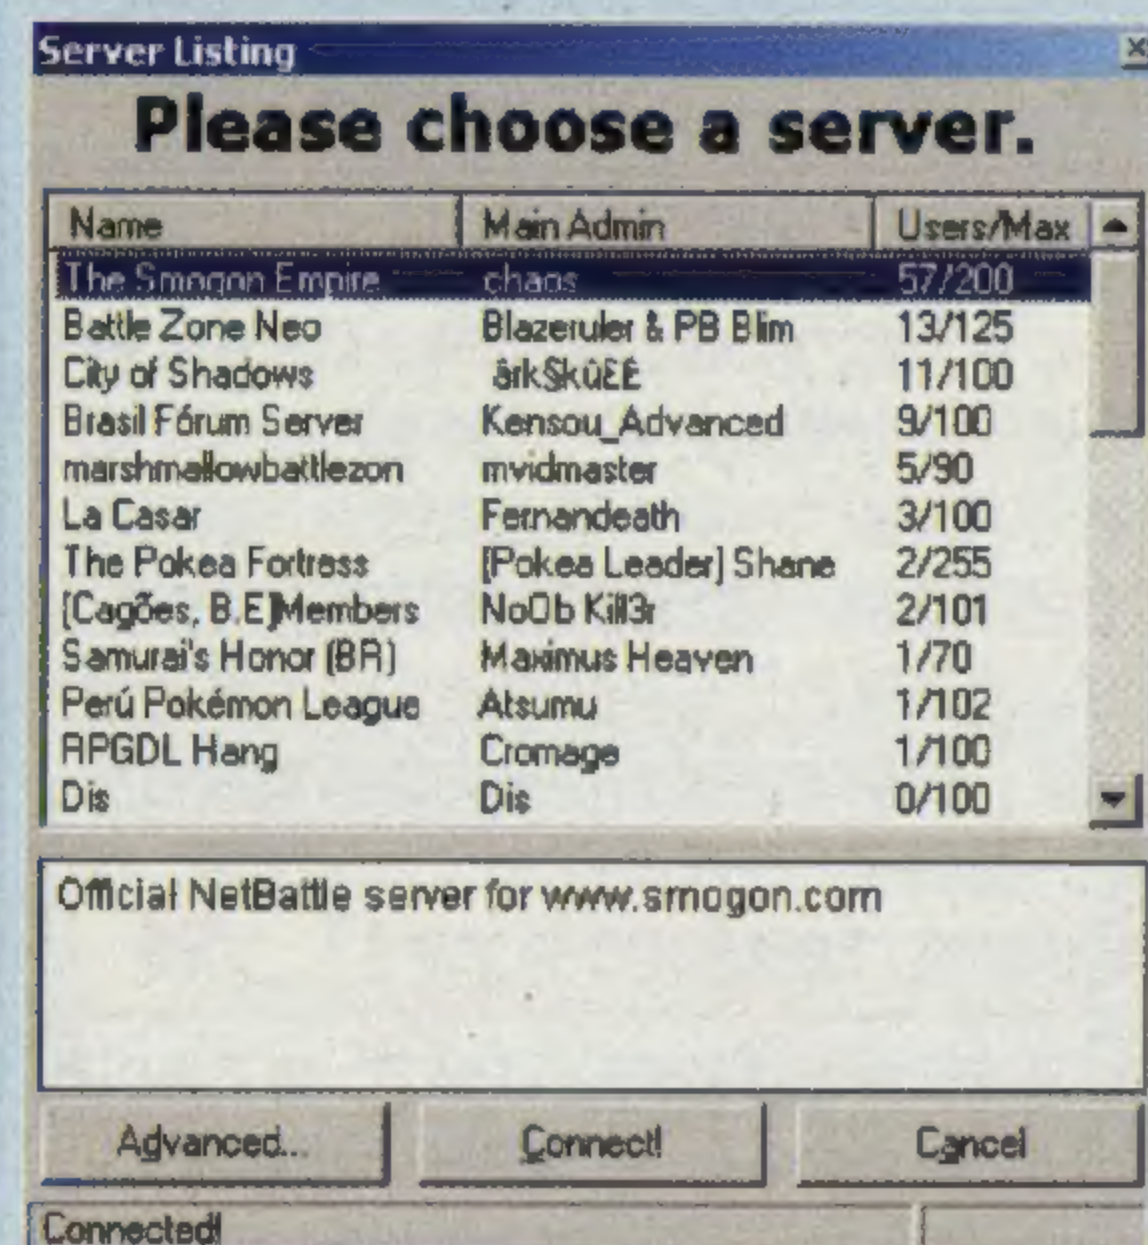 Server Listing
Please choose a server.
Name Main Admin Users/Max
The Smogon Empire chaos 57/200
Battle Zone Neo Blazeruler & PB Blim 13/125
City of Shadows 11/100
Brasil Fórum Server Kensou_Advanced 9/100
marshmallowbattlezon mvidmaster 5/90
La Casar Fernandeath 3/100
The Pokea Fortress [Pokea Leader] Shane 2/255
[Cagões, B.E]Members No0b Kill3r 2/101
Samurai's Honor (BR) Maximus Heaven 1/70
Perú Pokémon League Atsumu 1/102
RPGDL Hang Cromage 1/100
Dis Dis 0/100
Official NetBattle server for www.smogon.com
Advanced... Connect! Cancel
Connected!